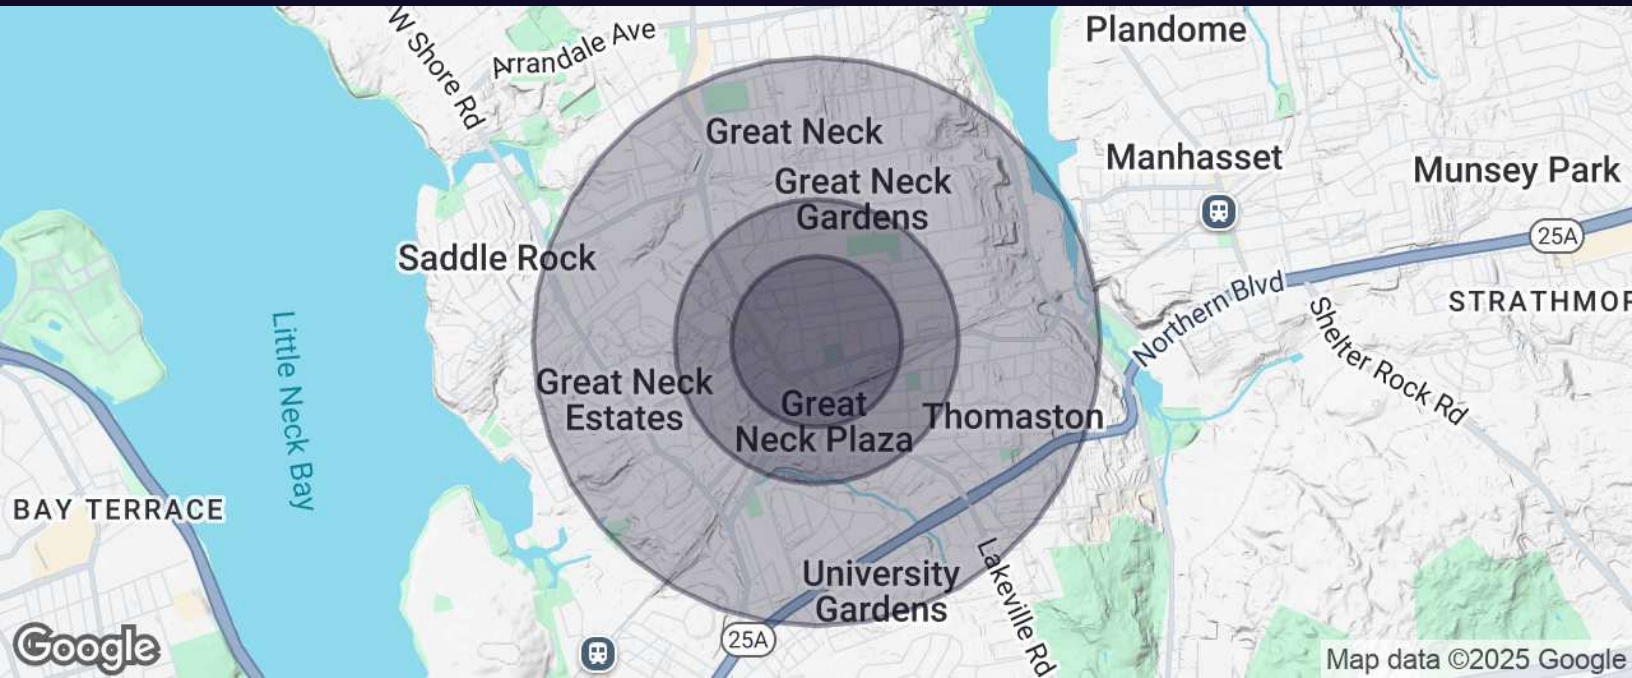 Plandome
W Shore Rd
Arrandale Ave
Great Neck
Manhasset
Munsey Park
Great Neck
Gardens
25A
Saddle Rock
Northern Blvd
STRATHMOR
Little Neck Bay
Shelter Rock Rd
Great Neck
Estates
Great
Neck Plaza
Thomaston
BAY TERRACE
University
Gardens
Lakeville Rd
25A
Google
Map data ©2025 Google